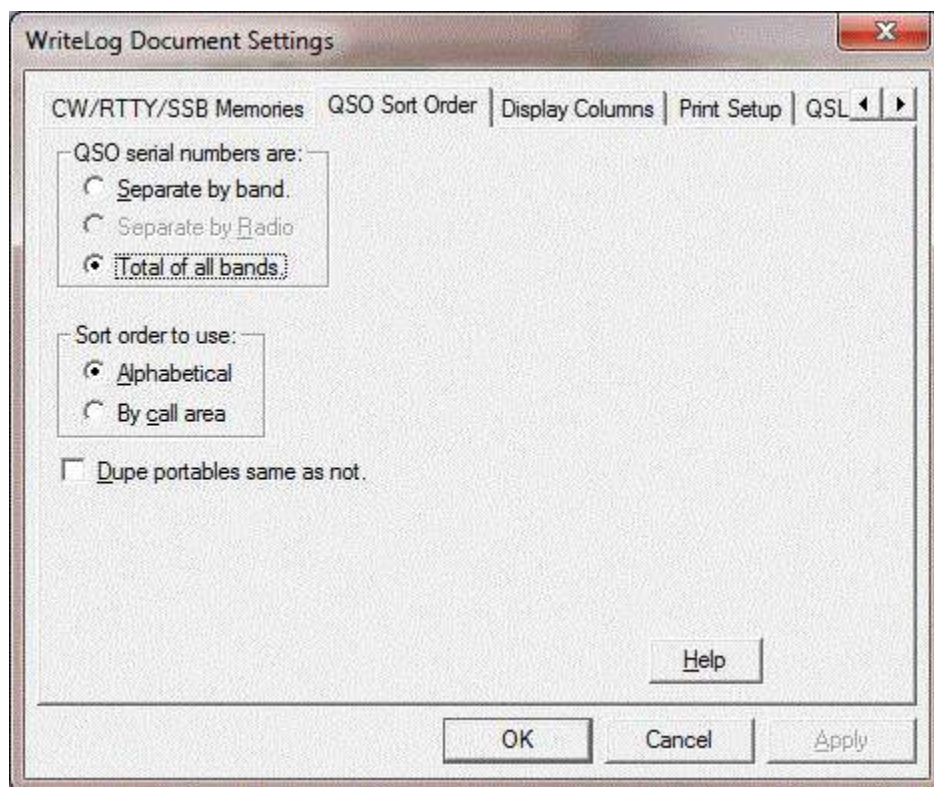 WriteLog Document Settings
CW/RTTY/SSB Memories QSO Sort Order Display Columns Print Setup QSL
QSO serial numbers are:
Separate by band.
Separate by Radio
Total of all bands.
Sort order to use:
Alphabetical
By call area
Dupe portables same as not.
Help
OK Cancel Apply